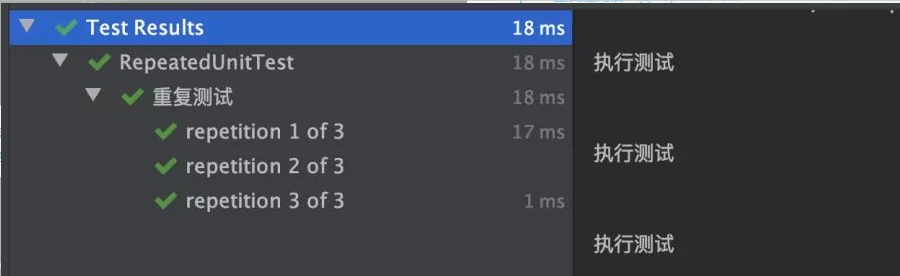 Test Results 18 ms
RepeatedUnitTest 18 ms
重复测试 18 ms
repetition 1 of 3 17 ms
repetition 2 of 3
repetition 3 of 3 1 ms
执行测试
执行测试
执行测试